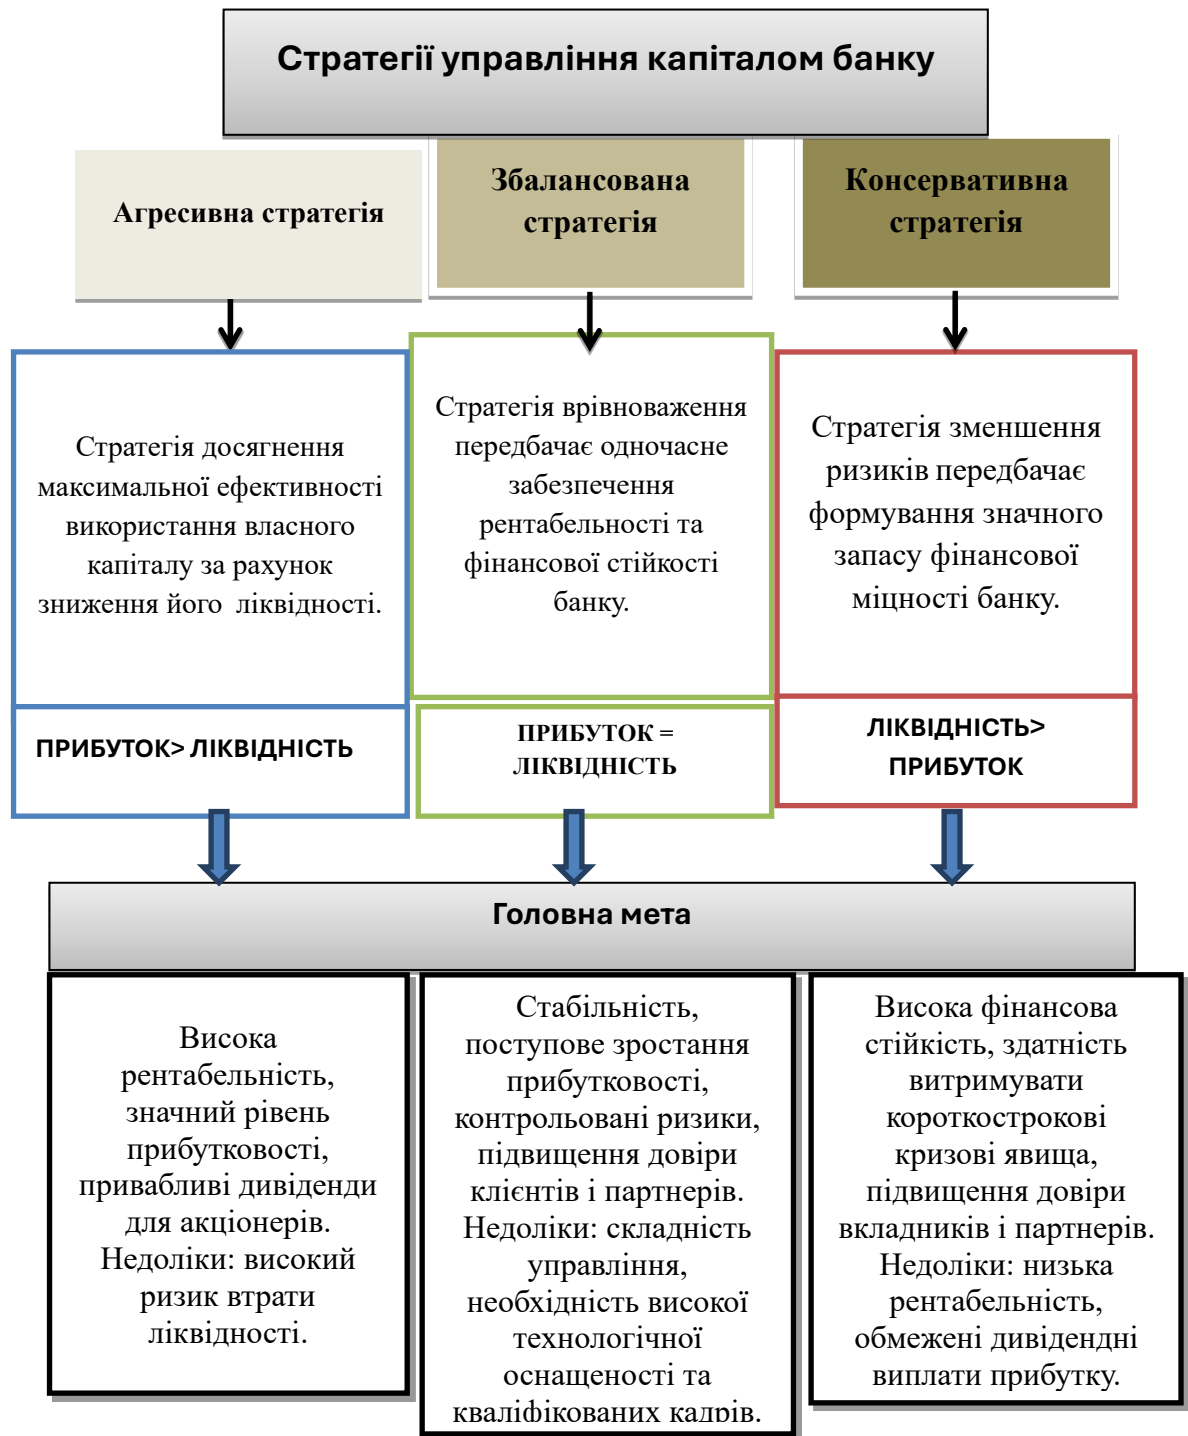 Стратегії управління капіталом банку
Агресивна стратегія
Збалансована
стратегія
Консервативна
стратегія
Стратегія досягнення
максимальної ефективності
використання власного
капіталу за рахунок
зниження його ліквідності.
Стратегія врівноваження
передбачає одночасне
забезпечення
рентабельності та
фінансової стійкості
банку.
Стратегія зменшення
ризиків передбачає
формування значного
запасу фінансової
міцності банку.
ПРИБУТОК> ЛІКВІДНІСТЬ
ПРИБУТОК =
ЛІКВІДНІСТЬ
ЛІКВІДНІСТЬ>
ПРИБУТОК
Головна мета
Висока
рентабельність,
значний рівень
прибутковості,
привабливі дивіденди
для акціонерів.
Недоліки: високий
ризик втрати
ліквідності.
Стабільність,
поступове зростання
прибутковості,
контрольовані ризики,
підвищення довіри
клієнтів і партнерів.
Недоліки: складність
управління,
необхідність високої
технологічної
оснащеності та
кваліфікованих кадрів.
Висока фінансова
стійкість, здатність
витримувати
короткострокові
кризові явища,
підвищення довіри
вкладників і партнерів.
Недоліки: низька
рентабельність,
обмежені дивідендні
виплати прибутку.